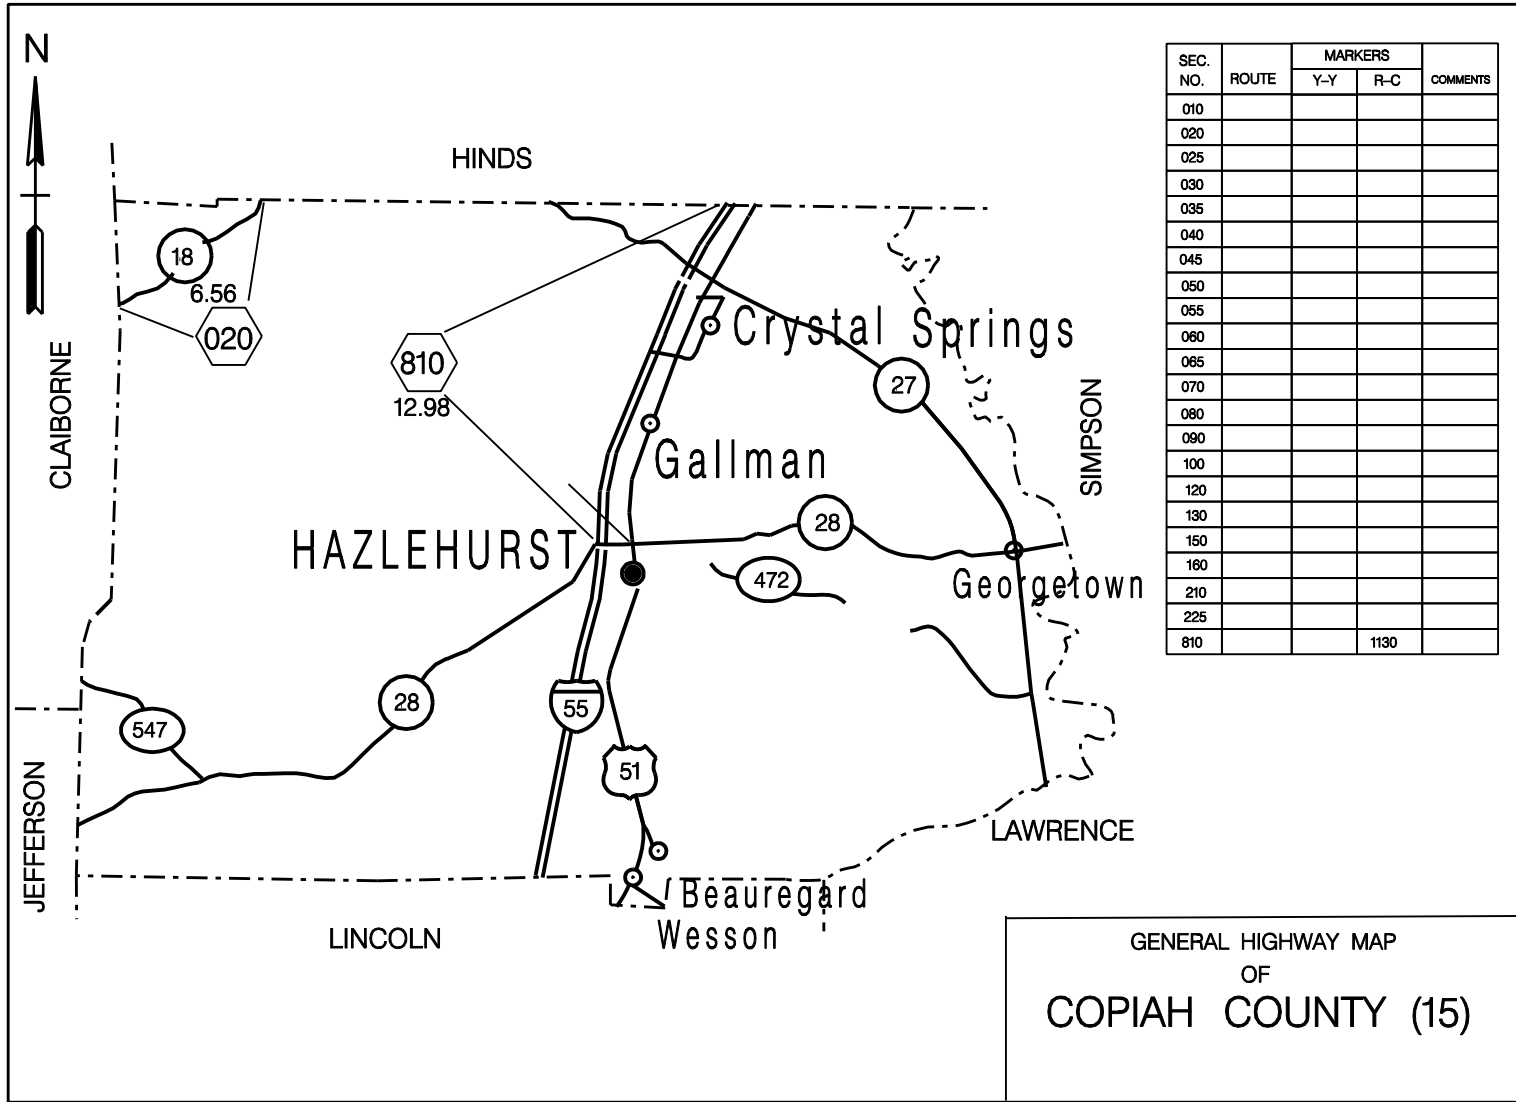 N
HINDS
18
6.56
020
810
12.98
CLAIBORNE
Crystal Springs
27
SIMPSON
Gallman
HAZLEHURST
28
472
Georgetown
28
55
547
51
JEFFERSON
LAWRENCE
Beauregard
Wesson
LINCOLN
SEC. NO. ROUTE MARKERS COMMENTS
Y-Y R-C
010
020
025
030
035
040
045
050
055
060
065
070
080
090
100
120
130
150
160
210
225
810 1130
GENERAL HIGHWAY MAP
OF
COPIAH COUNTY (15)